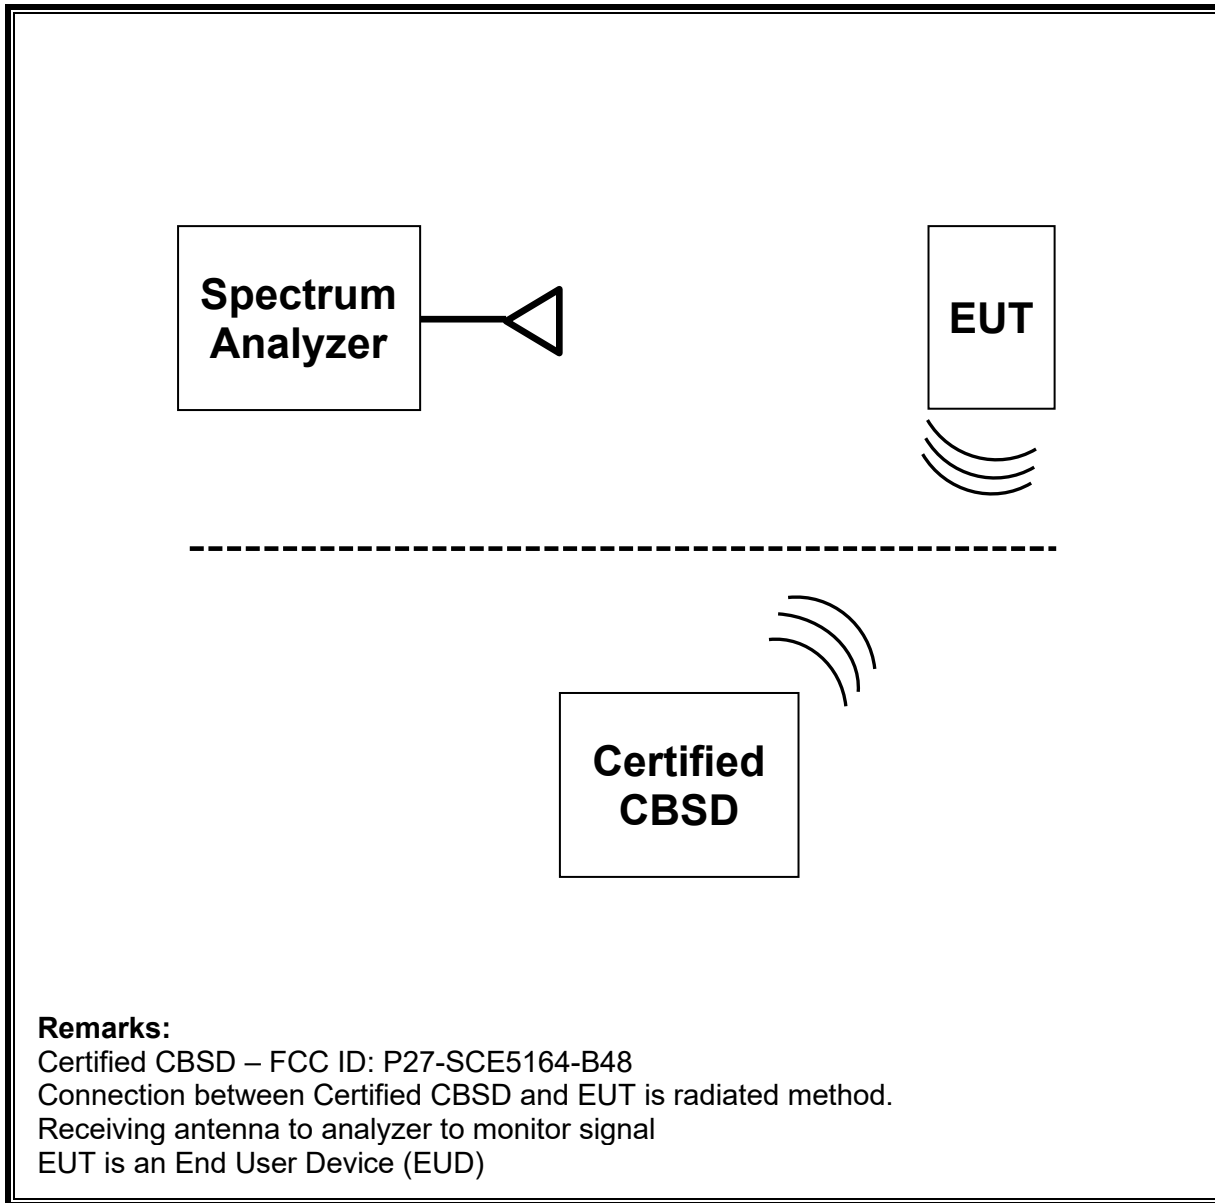 Spectrum
Analyzer
EUT
Certified
CBSD
Remarks:
Certified CBSD – FCC ID: P27-SCE5164-B48
Connection between Certified CBSD and EUT is radiated method.
Receiving antenna to analyzer to monitor signal
EUT is an End User Device (EUD)